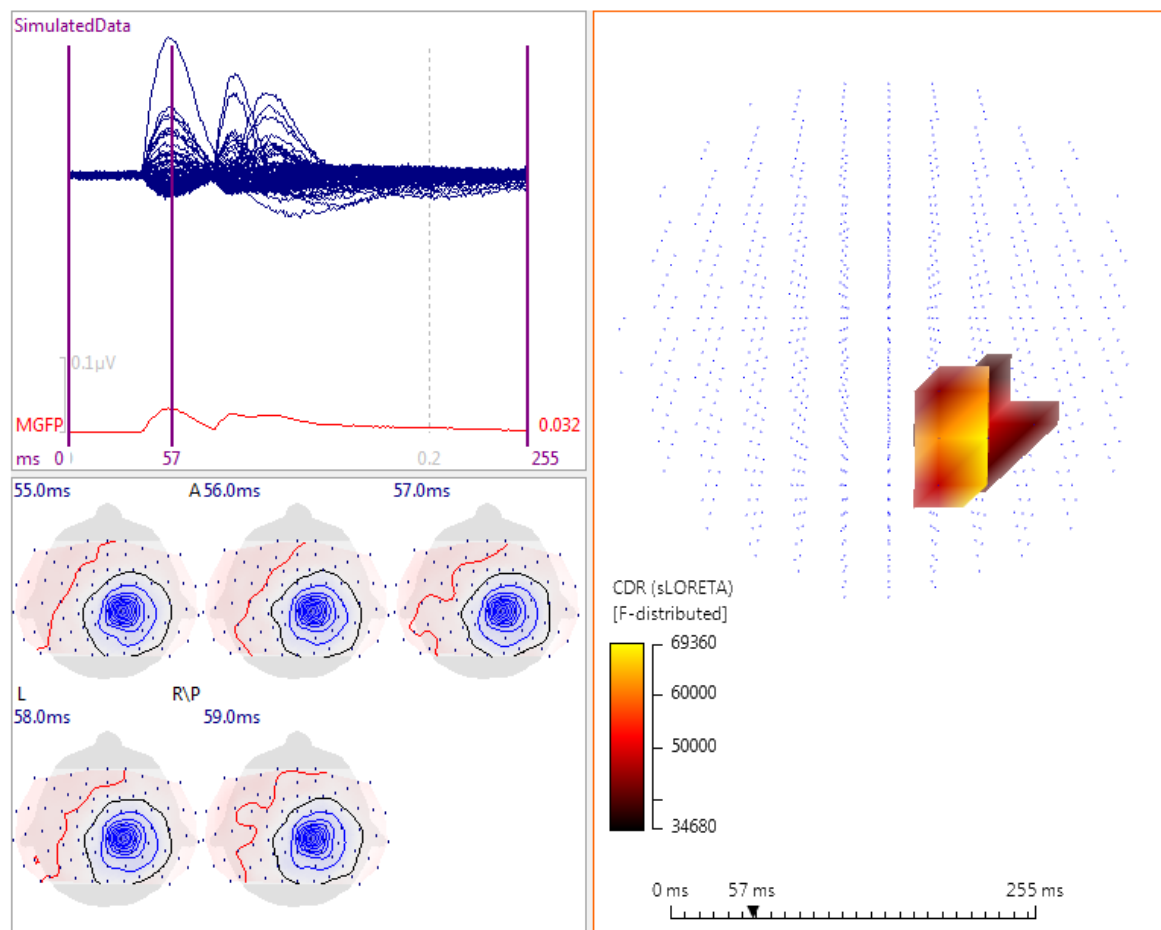 SimulatedData
0.1µV
MGFP 0.032
ms 0 57 0.2 255
55.0ms A 56.0ms 57.0ms
L R\P
58.0ms 59.0ms
CDR (sLORETA)
[F-distributed]
69360
60000
50000
34680
0 ms 57 ms 255 ms